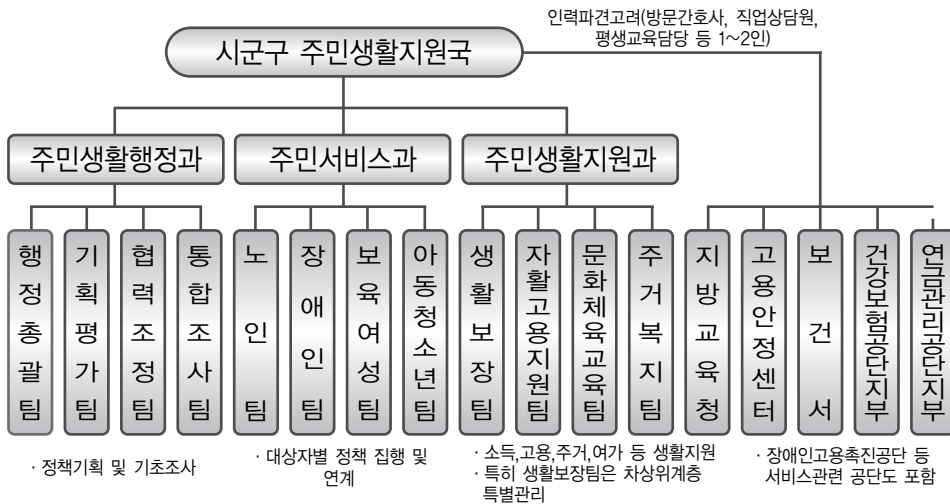 인력파견고려(방문간호사, 직업상담원,
평생교육담당 등 1~2인)
시군구 주민생활지원국
주민생활행정과
주민서비스과
주민생활지원과
행정총괄팀
기획평가팀
협력조정팀
통합조사팀
노인팀
장애인팀
보육여성팀
아동청소년팀
생활보장팀
자활고용지원팀
문화체육교육팀
주거복지팀
지방교육청
고용안정센터
보건서
건강보험공단지부
연금관리공단지부
· 정책기획 및 기초조사
· 대상자별 정책 집행 및
연계
· 소득,고용,주거,여가 등 생활지원
· 특히 생활보장팀은 차상위계층
특별관리
· 장애인고용촉진공단 등
서비스관련 공단도 포함